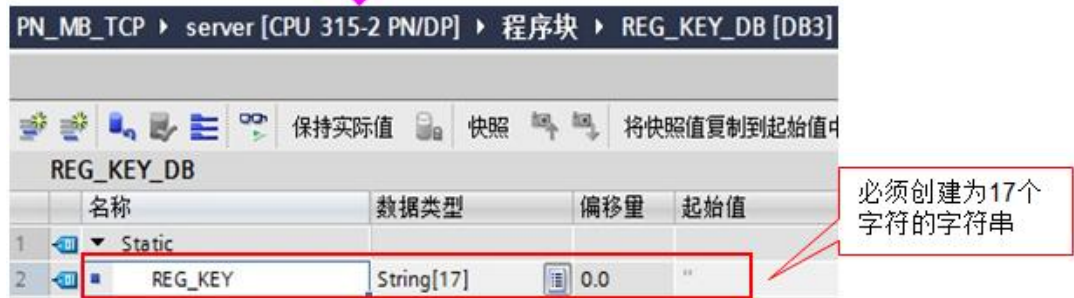 PN_MB_TCP ▸ server [CPU 315-2 PN/DP] ▸ 程序块 ▸ REG_KEY_DB [DB3]
保持实际值 快照 将快照值复制到起始值中
REG_KEY_DB
名称 数据类型 偏移量 起始值
1 Static
2 REG_KEY String[17] 0.0 ''
必须创建为17个
字符的字符串